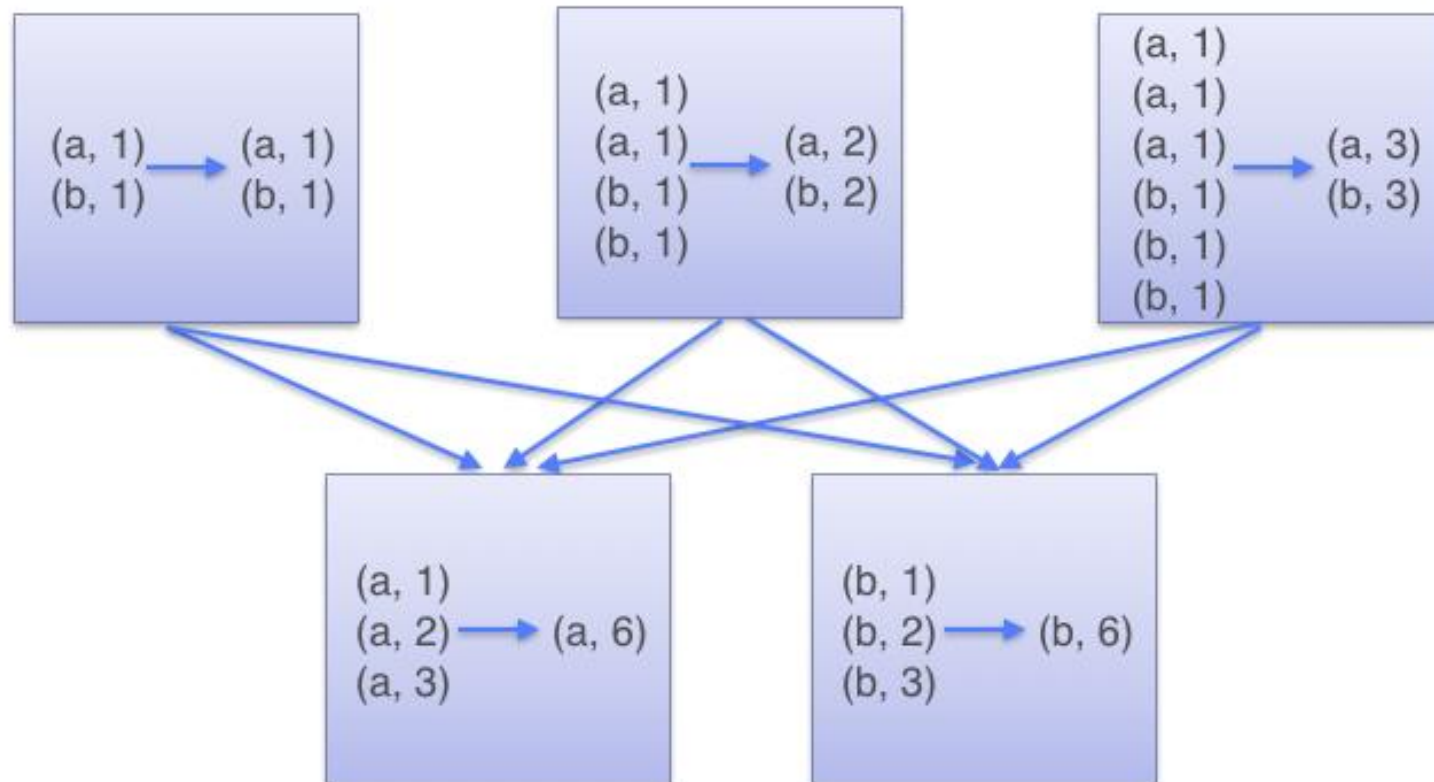 (a, 1)
(b, 1)
(a, 1)
(b, 1)
(a, 1)
(a, 1)
(b, 1)
(b, 1)
(a, 2)
(b, 2)
(a, 1)
(a, 1)
(a, 1)
(b, 1)
(b, 1)
(b, 1)
(a, 3)
(b, 3)
(a, 1)
(a, 2)
(a, 3)
(a, 6)
(b, 1)
(b, 2)
(b, 3)
(b, 6)